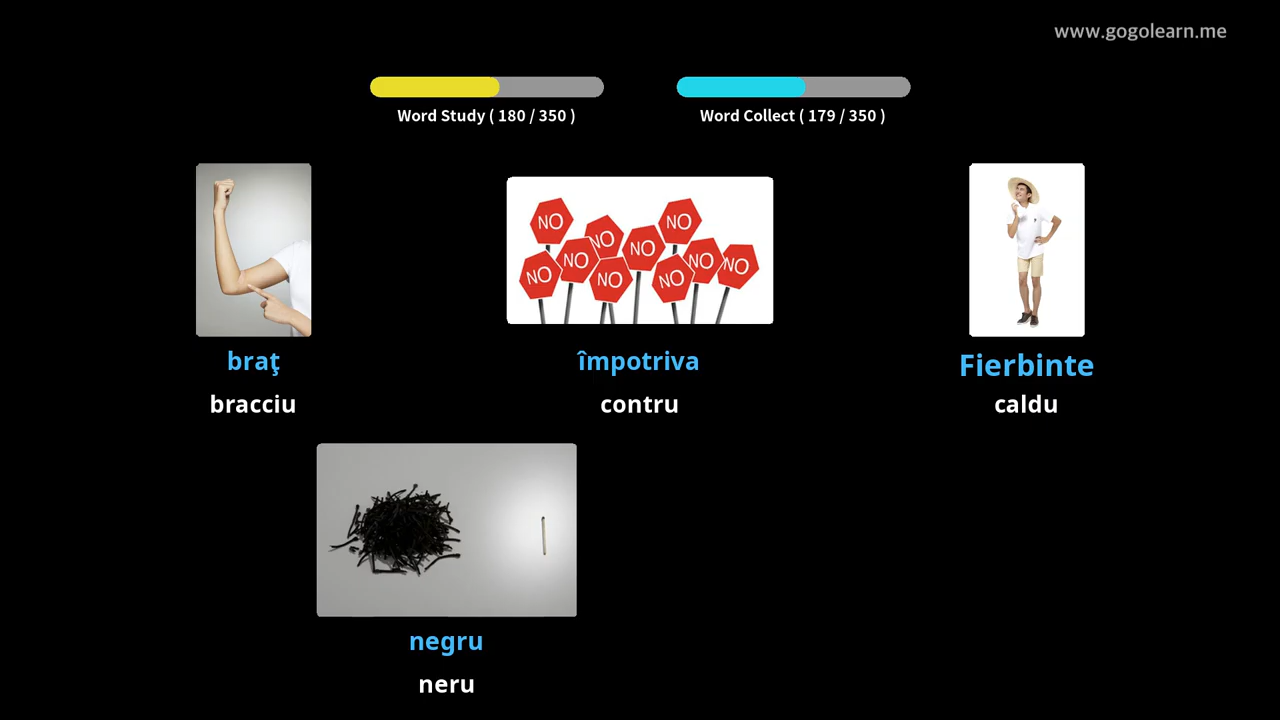 www.gogolearn.me
Word Study ( 180 / 350 )
Word Collect ( 179 / 350 )
NO
NO
NO
NO
NO
NO
NO
NO
NO
NO
braţ
împotriva
Fierbinte
bracciu
contru
caldu
negru
neru